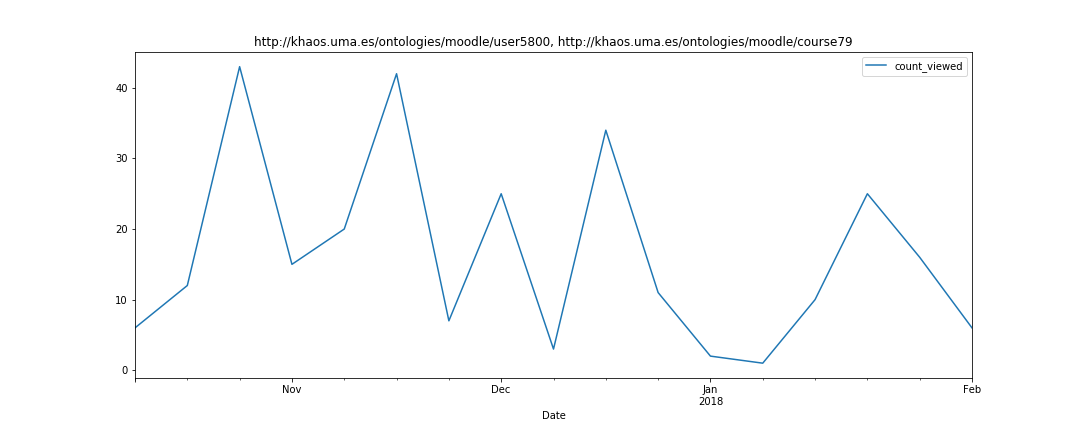 http://khaos.uma.es/ontologies/moodle/user5800, http://khaos.uma.es/ontologies/moodle/course79
count_viewed
40
30
20
10
0
Nov
Dec
Jan
2018
Feb
Date